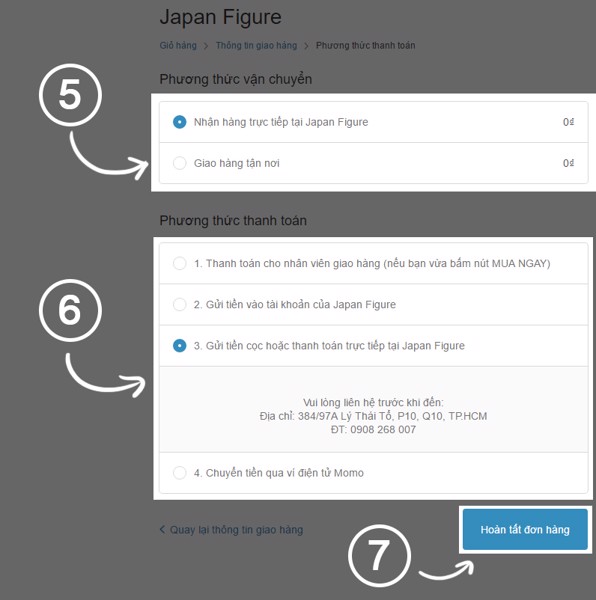 Japan Figure
Giỏ hàng > Thông tin giao hàng > Phương thức thanh toán
Phương thức vận chuyển
5
Nhận hàng trực tiếp tại Japan Figure 0₫
Giao hàng tận nơi 0₫
Phương thức thanh toán
1. Thanh toán cho nhân viên giao hàng (nếu bạn vừa bấm nút MUA NGAY)
6
2. Gửi tiền vào tài khoản của Japan Figure
3. Gửi tiền cọc hoặc thanh toán trực tiếp tại Japan Figure
Vui lòng liên hệ trước khi đến:
Địa chỉ: 384/97A Lý Thái Tổ, P10, Q10, TP.HCM
ĐT: 0908 268 007
4. Chuyển tiền qua ví điện tử Momo
< Quay lại thông tin giao hàng
Hoàn tất đơn hàng
7